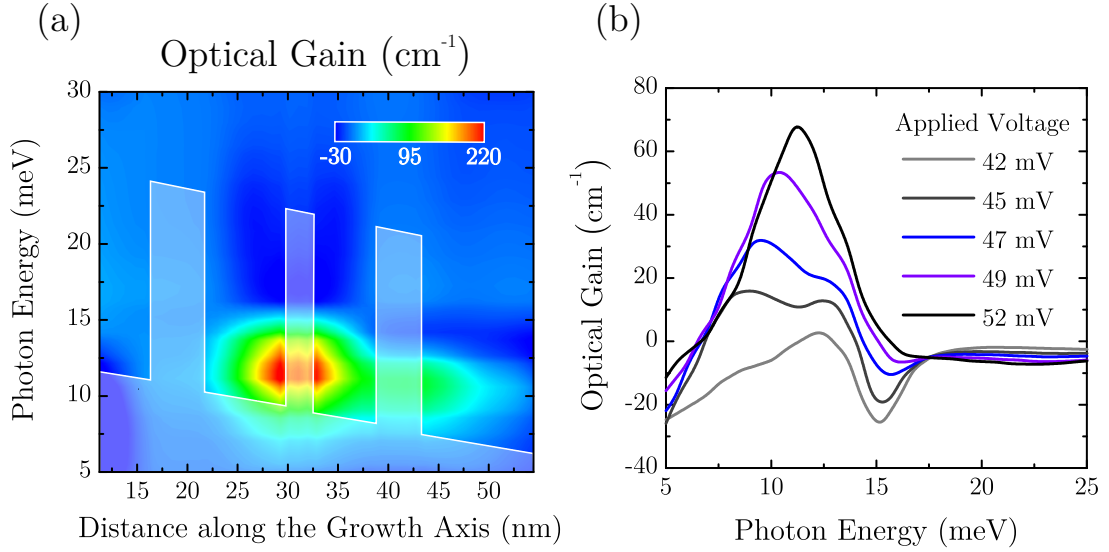 (a)
Optical Gain (cm-1)
30
25
20
15
10
5
-30 95 220
15 20 25 30 35 40 45 50
Photon Energy (meV)
Distance along the Growth Axis (nm)
(b)
80
60
40
20
0
-20
-40
5 10 15 20 25
Optical Gain (cm-1)
Photon Energy (meV)
Applied Voltage
42 mV
45 mV
47 mV
49 mV
52 mV